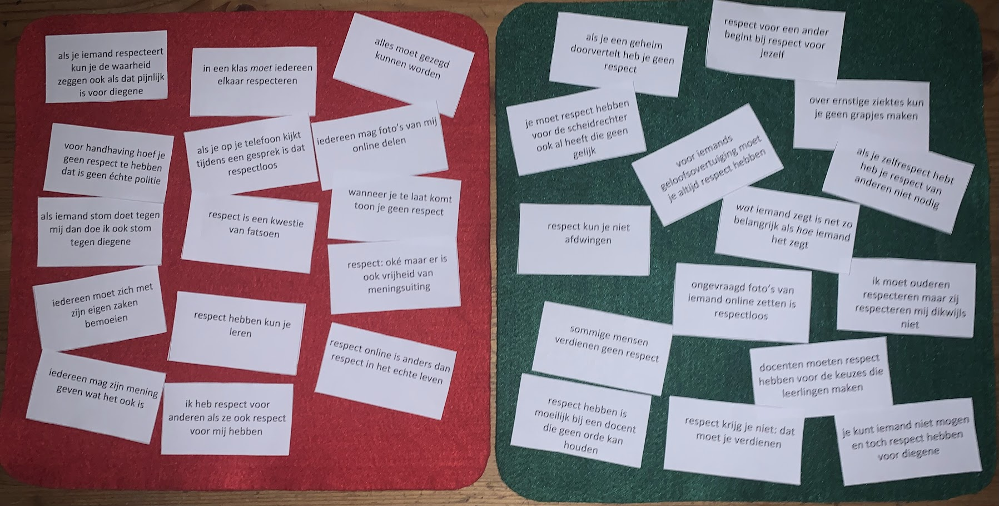 als je iemand respecteert
kun je de waarheid
zeggen ook als dat pijnlijk
is voor diegene
in een klas moet iedereen
elkaar respecteren
alles moet gezegd
kunnen worden
voor handhaving hoef je
geen respect te hebben
dat is geen échte politie
als je op je telefoon kijkt
tijdens een gesprek is dat
respectloos
iedereen mag foto's van mij
online delen
als iemand stom doet tegen
mij dan doe ik ook stom
tegen diegene
respect is een kwestie
van fatsoen
wanneer je te laat komt
toon je geen respect
respect: oké maar er is
ook vrijheid van
meningsuiting
iedereen moet zich met
zijn eigen zaken
bemoeien
respect hebben kun je
leren
respect online is anders dan
respect in het echte leven
iedereen mag zijn mening
geven wat het ook is
ik heb respect voor
anderen als ze ook respect
voor mij hebben
als je een geheim
doorvertelt heb je geen
respect
respect voor een ander
begint bij respect voor
jezelf
over ernstige ziektes kun
je geen grapjes maken
je moet respect hebben
voor de scheidrechter
ook al heeft die geen
gelijk
voor iemands
geloofsovertuiging moet
je altijd respect hebben
als je zelfrespect hebt
heb je respect van
anderen niet nodig
respect kun je niet
afdwingen
wat iemand zegt is net zo
belangrijk als hoe iemand
het zegt
ongevraagd foto's van
iemand online zetten is
respectloos
ik moet ouderen
respecteren maar zij
respecteren mij dikwijls
niet
sommige mensen
verdienen geen respect
docenten moeten respect
hebben voor de keuzes die
leerlingen maken
respect hebben is
moeilijk bij een docent
die geen orde kan
houden
respect krijg je niet; dat
moet je verdienen
je kunt iemand niet mogen
en toch respect hebben
voor diegene